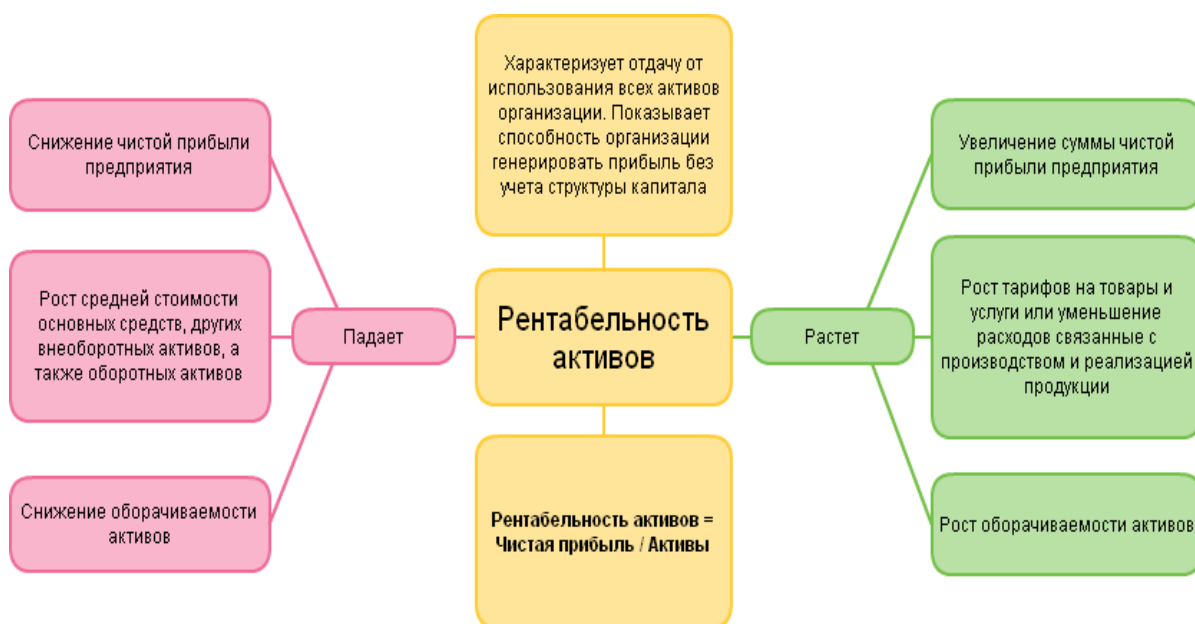 Характеризует отдачу от
использования всех активов
организации. Показывает
способность организации
генерировать прибыль без
учета структуры капитала
Снижение чистой прибыли
предприятия
Рост средней стоимости
основных средств, других
внеоборотных активов, а
также оборотных активов
Снижение оборачиваемости
активов
Падает
Рентабельность
активов
Рентабельность активов =
Чистая прибыль / Активы
Растет
Увеличение суммы чистой
прибыли предприятия
Рост тарифов на товары и
услуги или уменьшение
расходов связанные с
производством и реализацией
продукции
Рост оборачиваемости активов